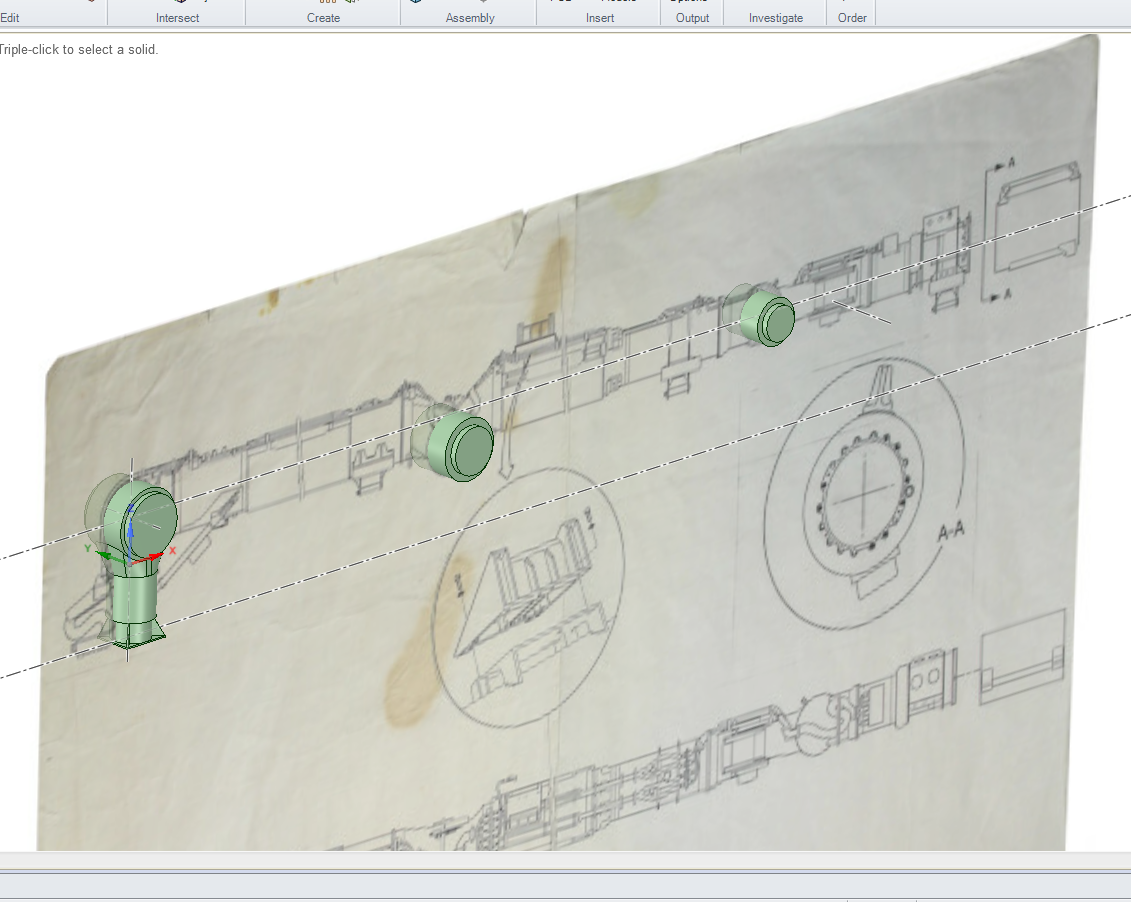 Edit
Intersect
Create
Assembly
Insert
Output
Investigate
Order
Triple-click to select a solid.
A
A
A-A
Y
X